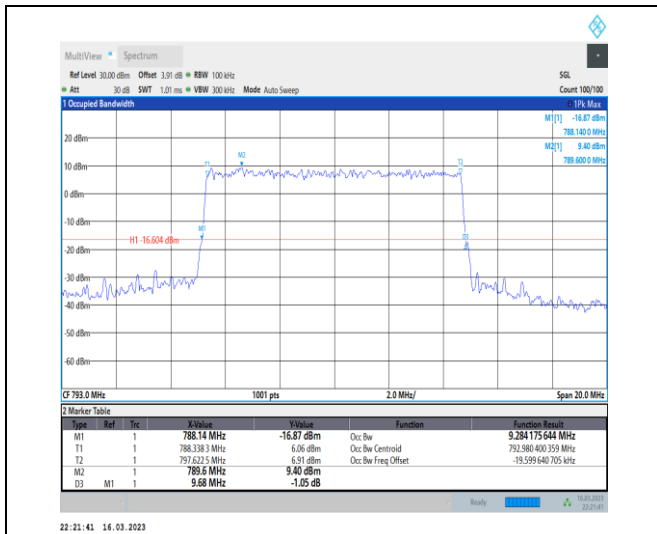 MultiView Spectrum
Ref Level 30.00 dBm Offset 3.91 dB RBW 100 kHz SGL
Att 30 dB SWT 1.01 ms VBW 300 kHz Mode Auto Sweep Count 100/100
1 Occupied Bandwidth 1Pk Max
M1[1] -16.87 dBm
788.140 0 MHz
M2[1] 9.40 dBm
789.600 0 MHz
20 dBm
M2
T1 T2
10 dBm
0 dBm
-10 dBm
M1
D3
H1 -16.604 dBm
-20 dBm
-30 dBm
-40 dBm
-50 dBm
-60 dBm
CF 793.0 MHz 1001 pts 2.0 MHz/ Span 20.0 MHz
2 Marker Table
Type Ref Trc X-Value Y-Value Function Function Result
M1 1 788.14 MHz -16.87 dBm Occ Bw 9.284 175 644 MHz
T1 1 788.338 3 MHz 6.06 dBm Occ Bw Centroid 792.980 400 359 MHz
T2 1 797.622 5 MHz 6.91 dBm Occ Bw Freq Offset -19.599 640 705 kHz
M2 1 789.6 MHz 9.40 dBm
D3 M1 1 9.68 MHz -1.05 dB
Ready 16.03.2023
22:21:41
22:21:41 16.03.2023